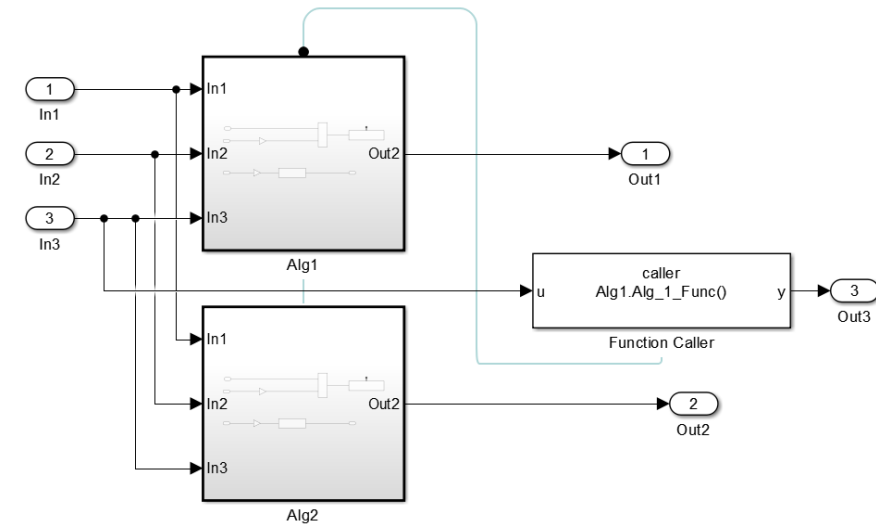 1
In1
2
In2
3
In3
In1
In2
In3
Out2
Alg1
1
Out1
caller
Alg1.Alg_1_Func()
u
y
Function Caller
3
Out3
In1
In2
In3
Out2
Alg2
2
Out2